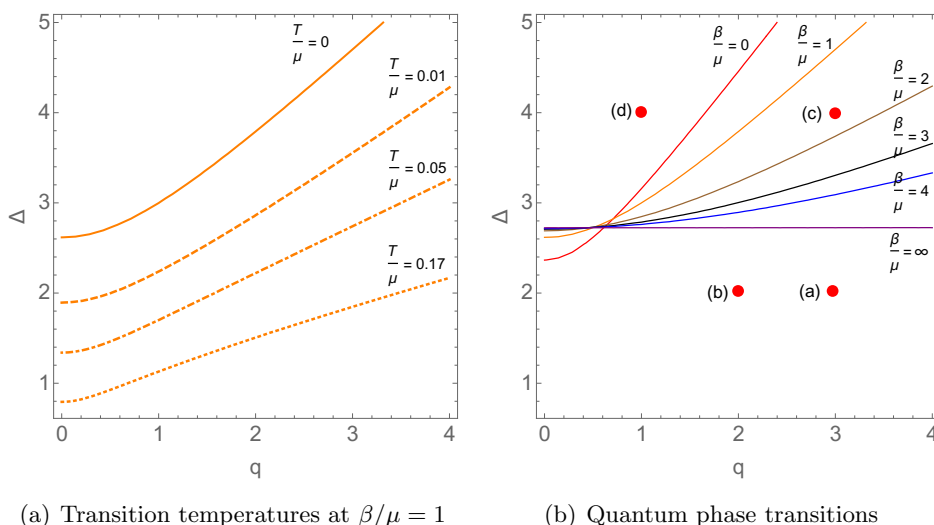 5
4
3
2
1
Δ
0
1
2
3
4
q
T/μ = 0
T/μ = 0.01
T/μ = 0.05
T/μ = 0.17
(a) Transition temperatures at β/μ = 1
5
4
3
2
1
Δ
0
1
2
3
4
q
β/μ = 0
β/μ = 1
β/μ = 2
β/μ = 3
β/μ = 4
β/μ = ∞
(d)
(c)
(b)
(a)
(b) Quantum phase transitions